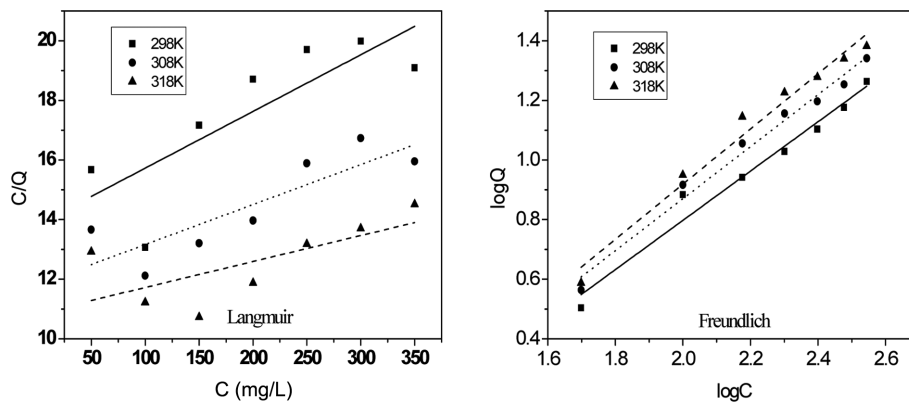 20
18
16
14
12
10
C/Q
298K
308K
318K
Langmuir
50 100 150 200 250 300 350
C (mg/L)
1.4
1.2
1.0
0.8
0.6
0.4
logQ
298K
308K
318K
Freundlich
1.6 1.8 2.0 2.2 2.4 2.6
logC